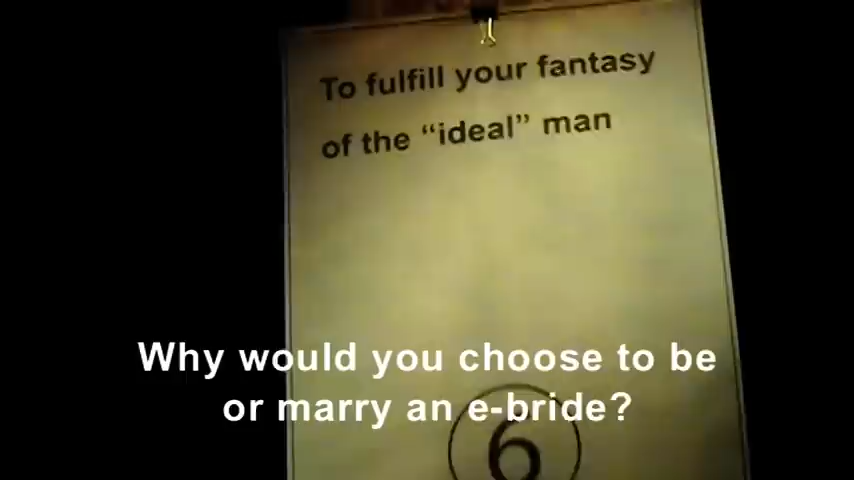 To fulfill your fantasy
of the “ideal” man
Why would you choose to be
or marry an e-bride?
6